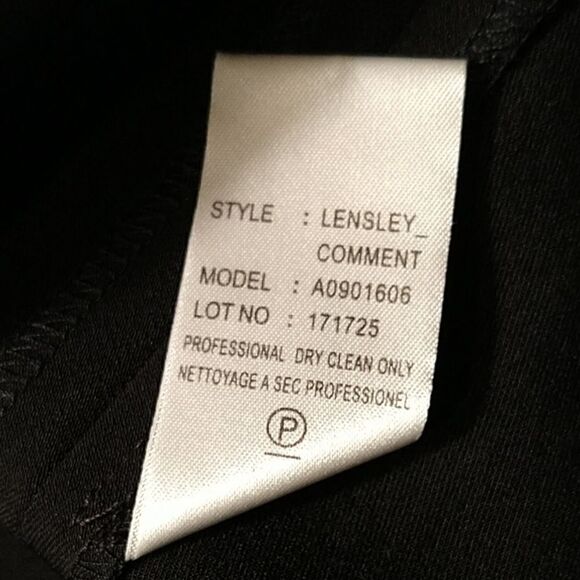 STYLE : LENSLEY_
COMMENT
MODEL : A0901606
LOT NO : 171725
PROFESSIONAL DRY CLEAN ONLY
NETTOYAGE A SEC PROFESSIONEL
P